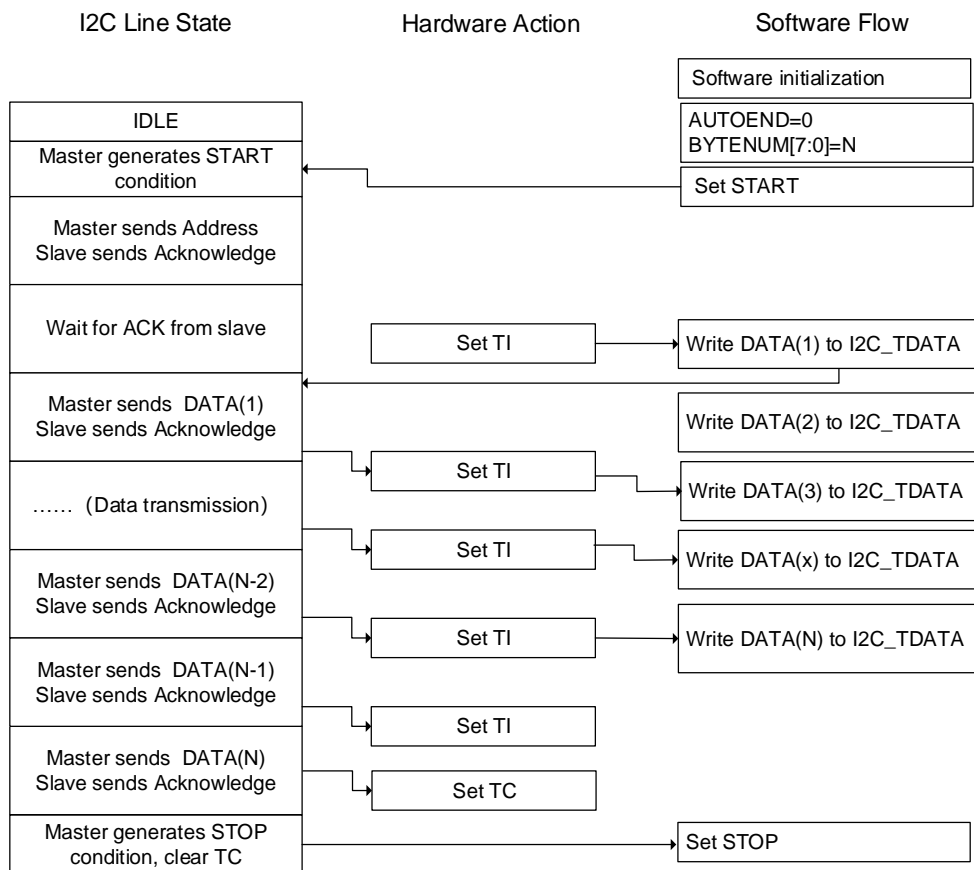 I2C Line State
Hardware Action
Software Flow
Software initialization
IDLE
AUTOEND=0
BYTENUM[7:0]=N
Master generates START
condition
Set START
Master sends Address
Slave sends Acknowledge
Wait for ACK from slave
Set TI
Write DATA(1) to I2C_TDATA
Master sends DATA(1)
Slave sends Acknowledge
Write DATA(2) to I2C_TDATA
Set TI
Write DATA(3) to I2C_TDATA
…… (Data transmission)
Set TI
Write DATA(x) to I2C_TDATA
Master sends DATA(N-2)
Slave sends Acknowledge
Set TI
Write DATA(N) to I2C_TDATA
Master sends DATA(N-1)
Slave sends Acknowledge
Set TI
Master sends DATA(N)
Slave sends Acknowledge
Set TC
Master generates STOP
condition, clear TC
Set STOP